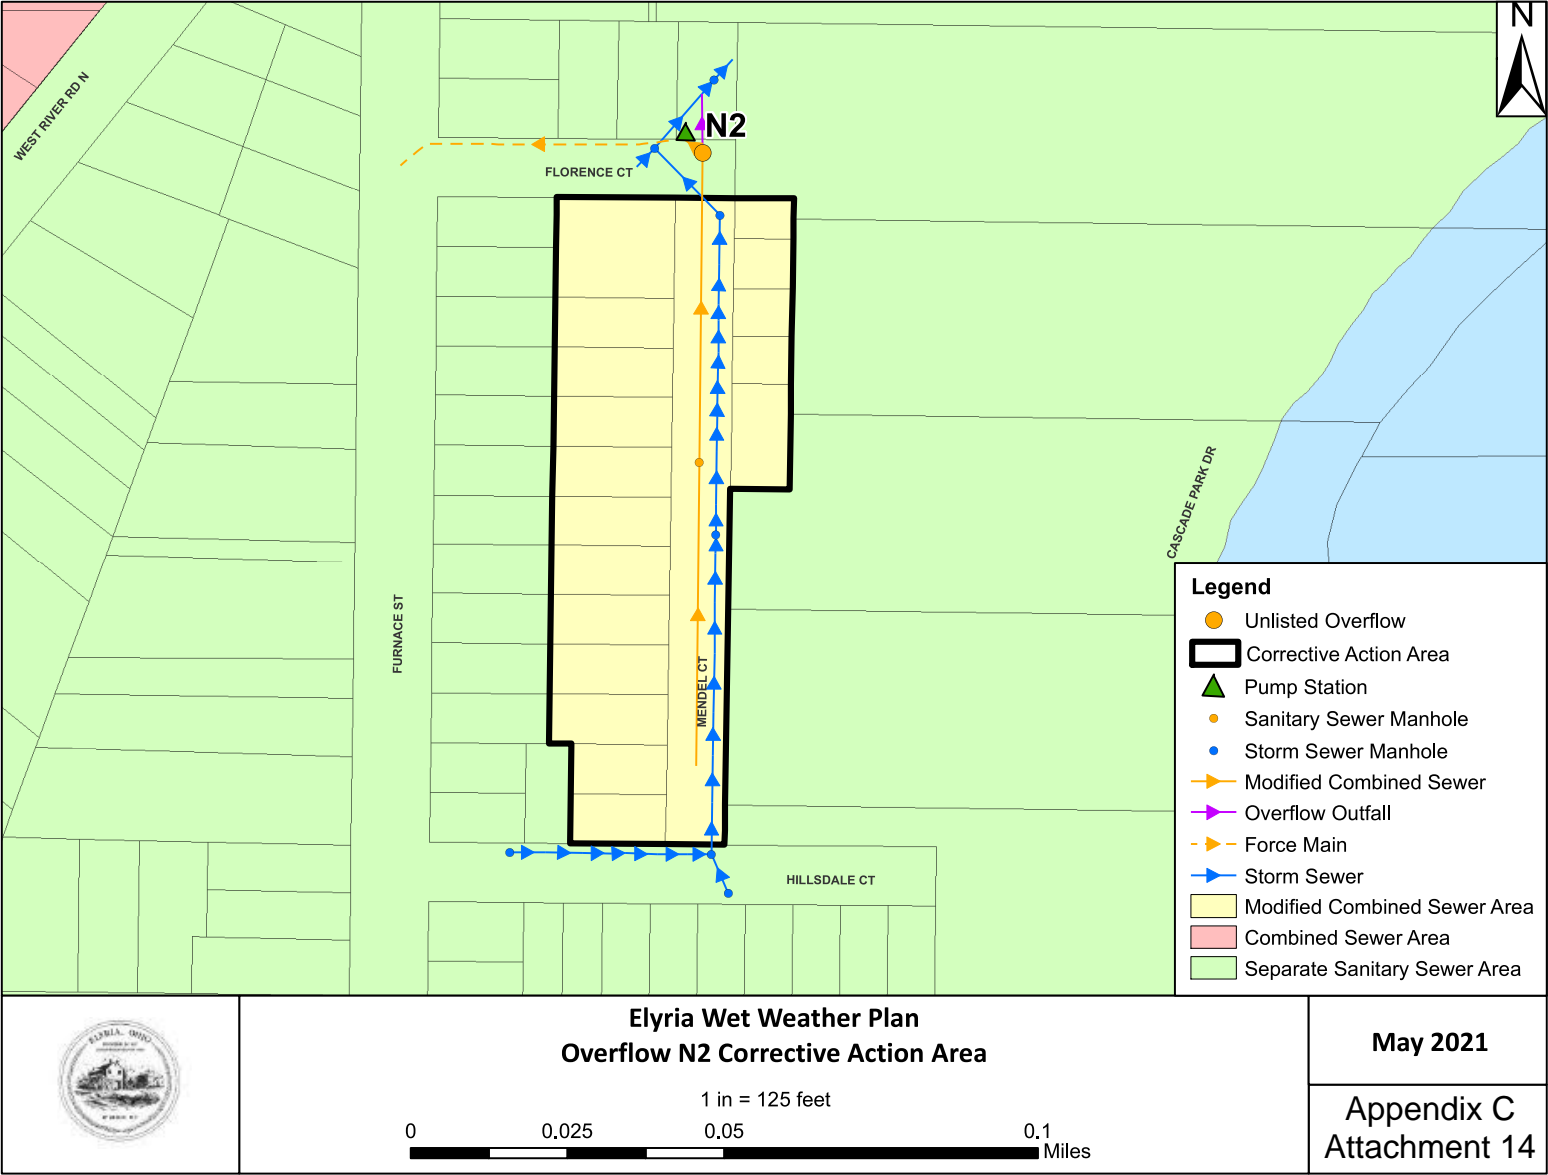 N
WEST RIVER RD N
N2
FLORENCE CT
CASCADE PARK DR
FURNACE ST
MENDEL CT
HILLSDALE CT
Legend
Unlisted Overflow
Corrective Action Area
Pump Station
Sanitary Sewer Manhole
Storm Sewer Manhole
Modified Combined Sewer
Overflow Outfall
Force Main
Storm Sewer
Modified Combined Sewer Area
Combined Sewer Area
Separate Sanitary Sewer Area
ELYRIA, OHIO
Elyria Wet Weather Plan
Overflow N2 Corrective Action Area
1 in = 125 feet
0 0.025 0.05 0.1
Miles
May 2021
Appendix C
Attachment 14